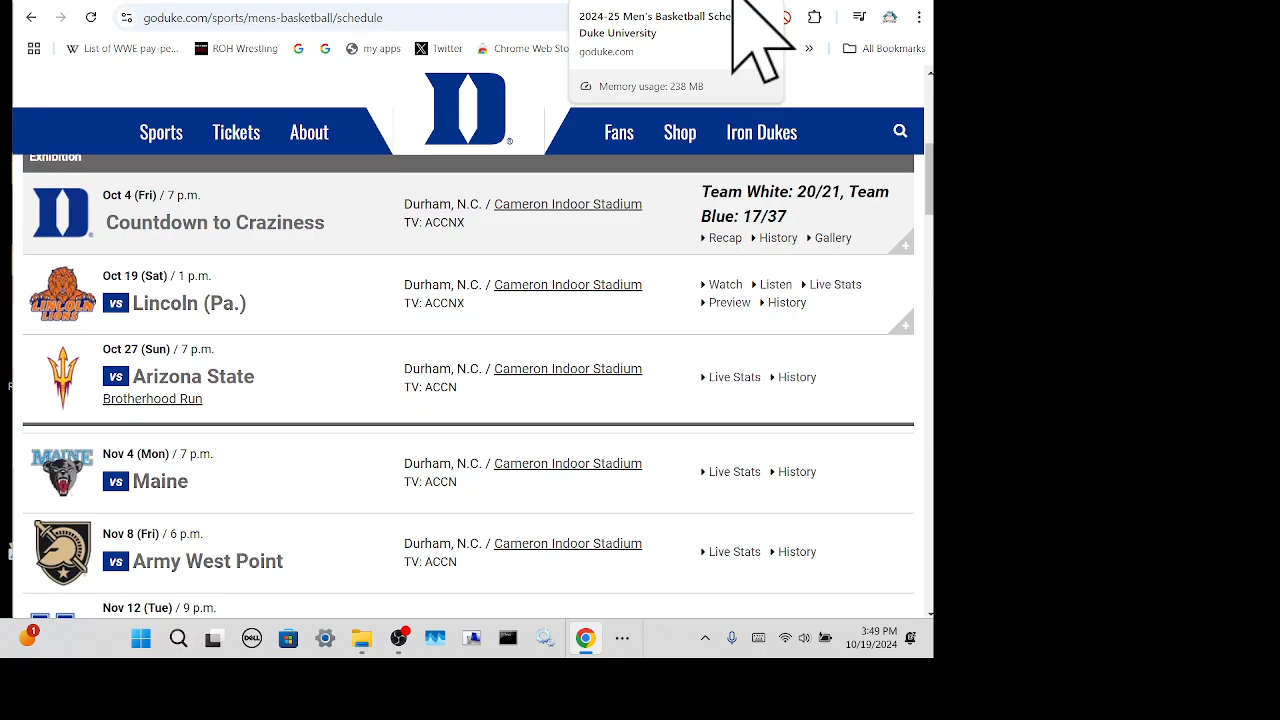 goduke.com/sports/mens-basketball/schedule
2024-25 Men's Basketball Sche
Duke University
goduke.com
Memory usage: 238 MB
List of WWE pay-pe...
ROH Wrestling
G
G
my apps
Twitter
Chrome Web Sto
»
All Bookmarks
D
Sports Tickets About
Fans Shop Iron Dukes
Exhibition
Oct 4 (Fri) / 7 p.m.
Countdown to Craziness
Durham, N.C. / Cameron Indoor Stadium
TV: ACCNX
Team White: 20/21, Team
Blue: 17/37
Recap History Gallery
LINCOLN
LIONS
Oct 19 (Sat) / 1 p.m.
vs Lincoln (Pa.)
Durham, N.C. / Cameron Indoor Stadium
TV: ACCNX
Watch Listen Live Stats
Preview History
Oct 27 (Sun) / 7 p.m.
vs Arizona State
Brotherhood Run
Durham, N.C. / Cameron Indoor Stadium
TV: ACCN
Live Stats History
MAINE
Nov 4 (Mon) / 7 p.m.
vs Maine
Durham, N.C. / Cameron Indoor Stadium
TV: ACCN
Live Stats History
Nov 8 (Fri) / 6 p.m.
vs Army West Point
Durham, N.C. / Cameron Indoor Stadium
TV: ACCN
Live Stats History
Nov 12 (Tue) / 9 p.m.
1
DELL
3:49 PM
10/19/2024